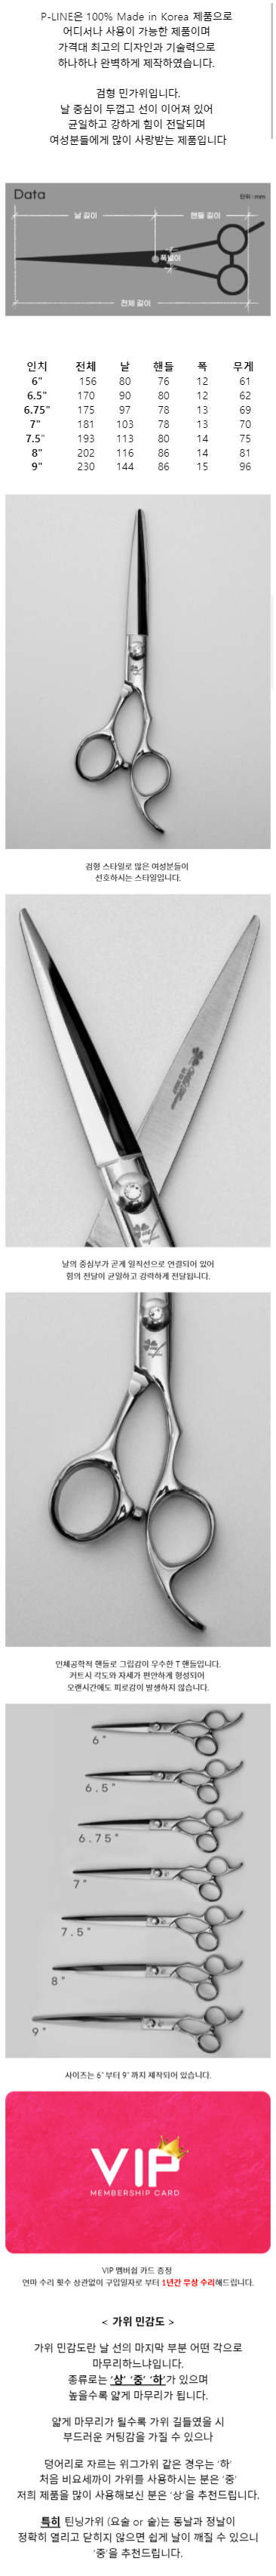 P-LINE은 100% Made in Korea 제품으로
어디서나 사용이 가능한 제품이며
가격대 최고의 디자인과 기술력으로
하나하나 완벽하게 제작하였습니다.
검형 민가위입니다.
날 중심이 두껍고 선이 이어져 있어
균일하고 강하게 힘이 전달되며
여성분들에게 많이 사랑받는 제품입니다
Data
단위 : mm
날 길이 핸들 길이
폭넓이
전체 길이
인치 전체 날 핸들 폭 무게
6" 156 80 76 12 61
6.5" 170 90 80 12 62
6.75" 175 97 78 13 69
7" 181 103 78 13 70
7.5" 193 113 80 14 75
8" 202 116 86 14 81
9" 230 144 86 15 96
검형 스타일로 많은 여성분들이
선호하시는 스타일입니다.
날의 중심부가 곧게 일직선으로 연결되어 있어
힘의 전달이 균일하고 강력하게 전달됩니다.
인체공학적 핸들로 그립감이 우수한 T 핸들입니다.
커트시 각도와 자세가 편안하게 형성되어
오랜시간에도 피로감이 발생하지 않습니다.
6"
6.5"
6.75"
7"
7.5"
8"
9"
사이즈는 6" 부터 9" 까지 제작되어 있습니다.
VIP
MEMBERSHIP CARD
VIP 멤버쉽 카드 증정
연마 수리 횟수 상관없이 구입일자로 부터 1년간 무상 수리해드립니다.
< 가위 민감도 >
가위 민감도란 날 선의 마지막 부분 어떤 각으로
마무리하느냐입니다.
종류로는 '상' '중' '하'가 있으며
높을수록 얇게 마무리가 됩니다.
얇게 마무리가 될수록 가위 길들였을 시
부드러운 커팅감을 가질 수 있으나
덩어리로 자르는 위그가위 같은 경우는 '하'
처음 비요세까이 가위를 사용하시는 분은 '중'
저희 제품을 많이 사용해보신 분은 '상'을 추천드립니다.
특히 틴닝가위 (요술 or 숱)는 동날과 정날이
정확히 열리고 닫히지 않으면 쉽게 날이 깨질 수 있으니
'중'을 추천드립니다.